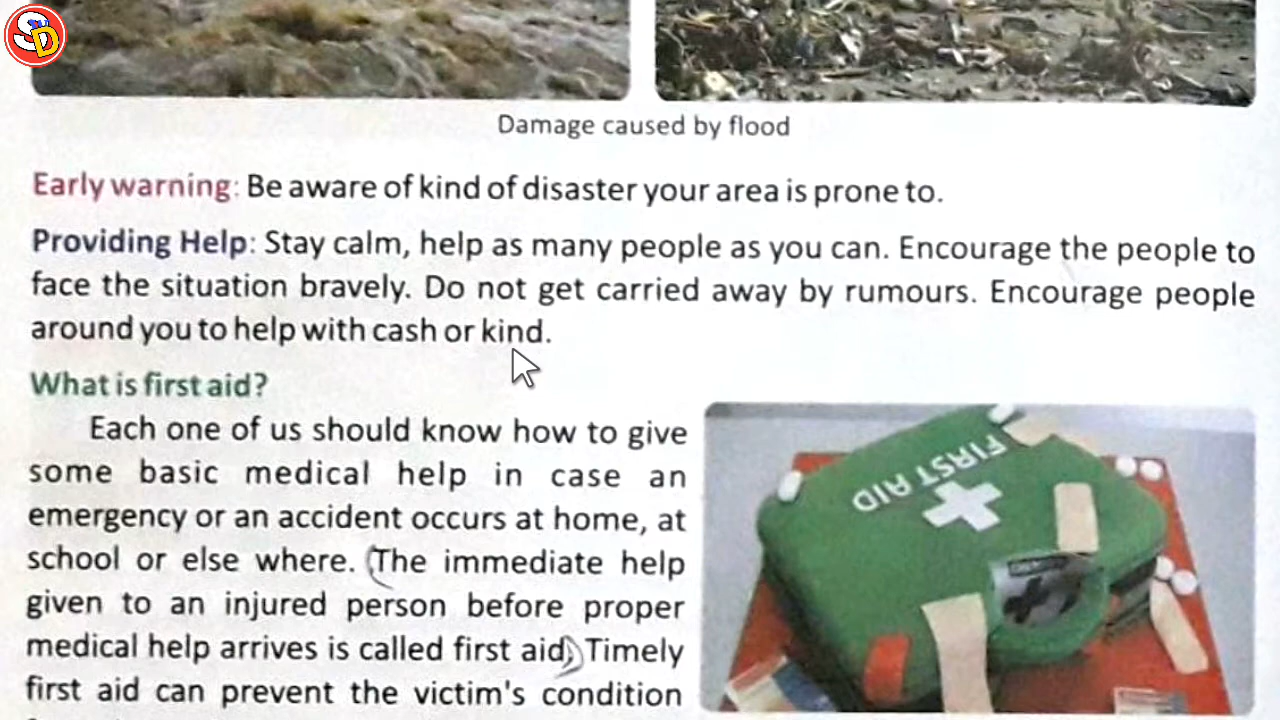 SD
Damage caused by flood
Early warning: Be aware of kind of disaster your area is prone to.
Providing Help: Stay calm, help as many people as you can. Encourage the people to
face the situation bravely. Do not get carried away by rumours. Encourage people
around you to help with cash or kind.
What is first aid?
Each one of us should know how to give
some basic medical help in case an
emergency or an accident occurs at home, at
school or else where. (The immediate help
given to an injured person before proper
medical help arrives is called first aid.) Timely
first aid can prevent the victim's condition
FIRST AID